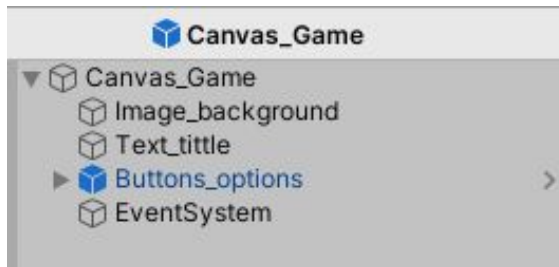 Canvas_Game
Canvas_Game
Image_background
Text_tittle
Buttons_options
EventSystem